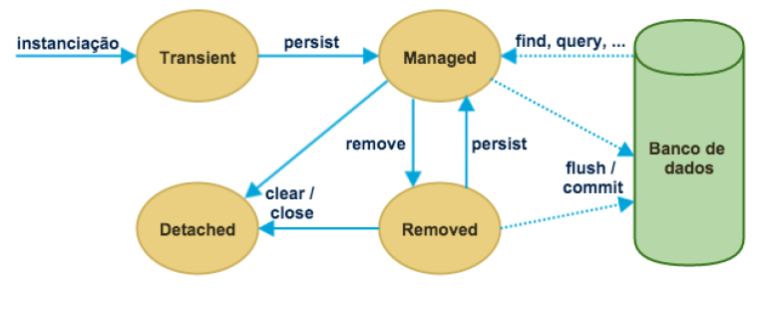 instanciação
Transient
persist
Managed
find, query, ...
remove
persist
Banco de
dados
flush /
commit
clear /
close
Detached
Removed